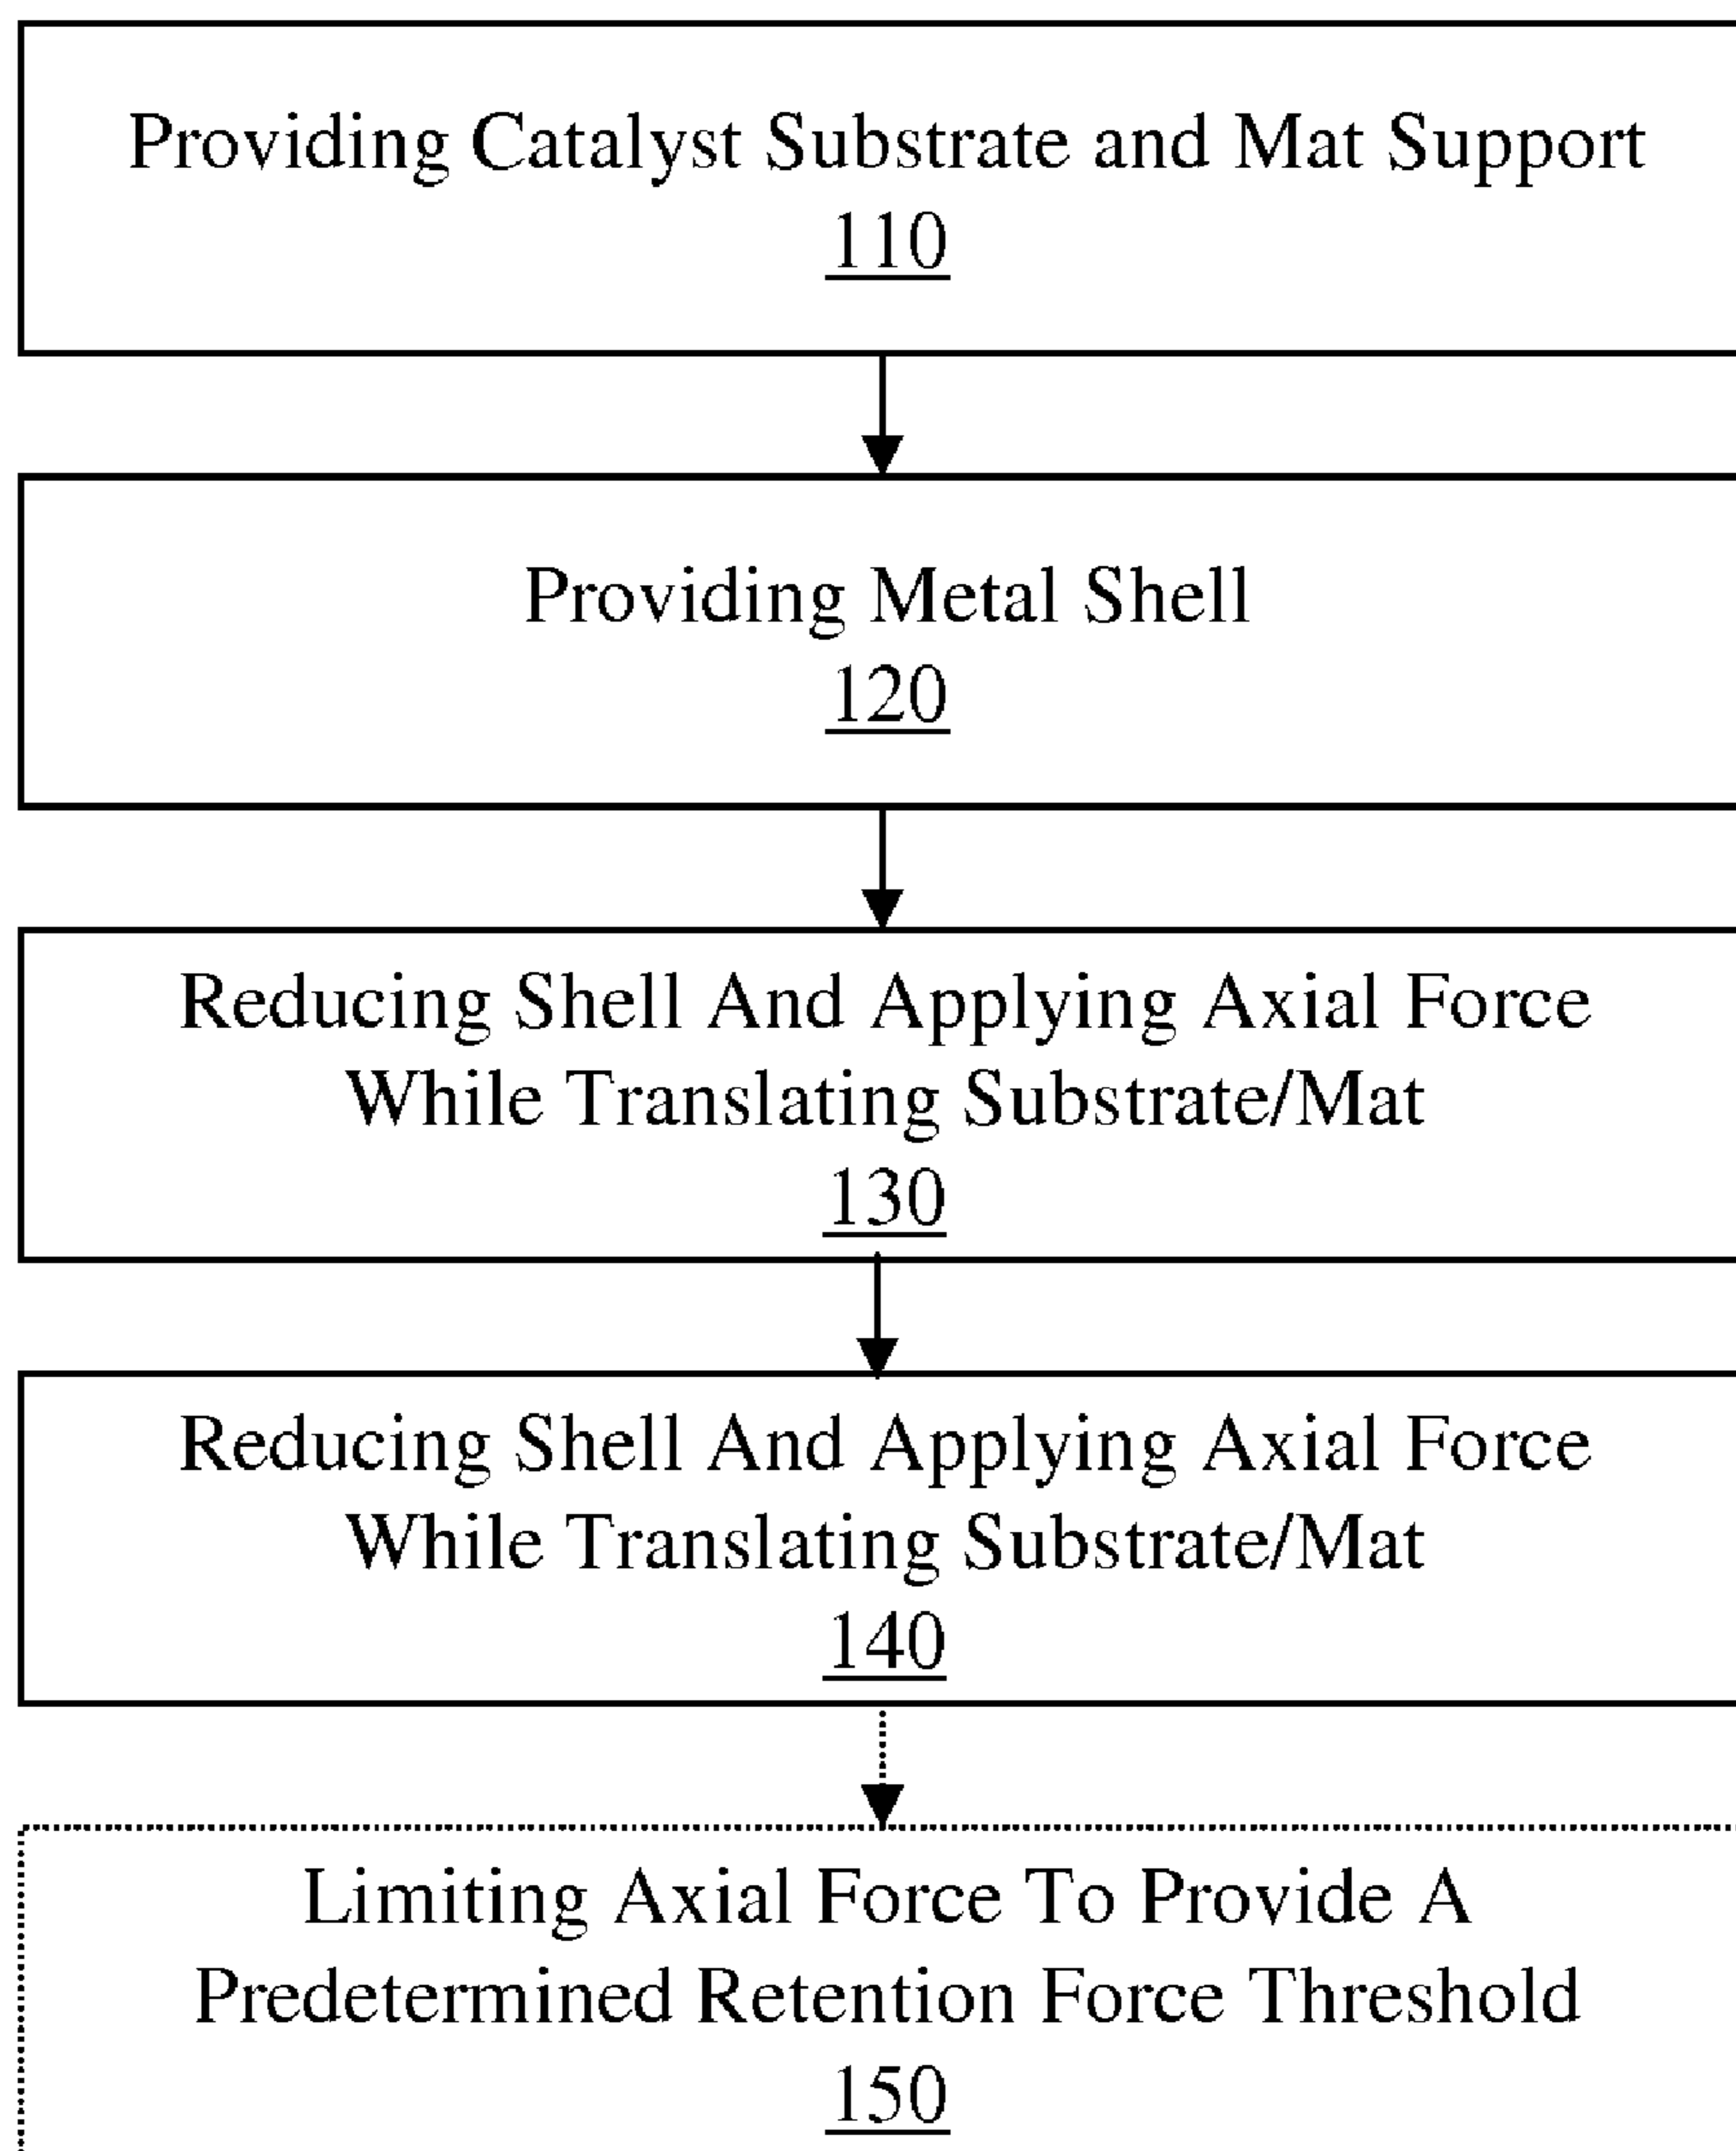 Providing Catalyst Substrate and Mat Support
110
Providing Metal Shell
120
Reducing Shell And Applying Axial Force
While Translating Substrate/Mat
130
Reducing Shell And Applying Axial Force
While Translating Substrate/Mat
140
Limiting Axial Force To Provide A
Predetermined Retention Force Threshold
150